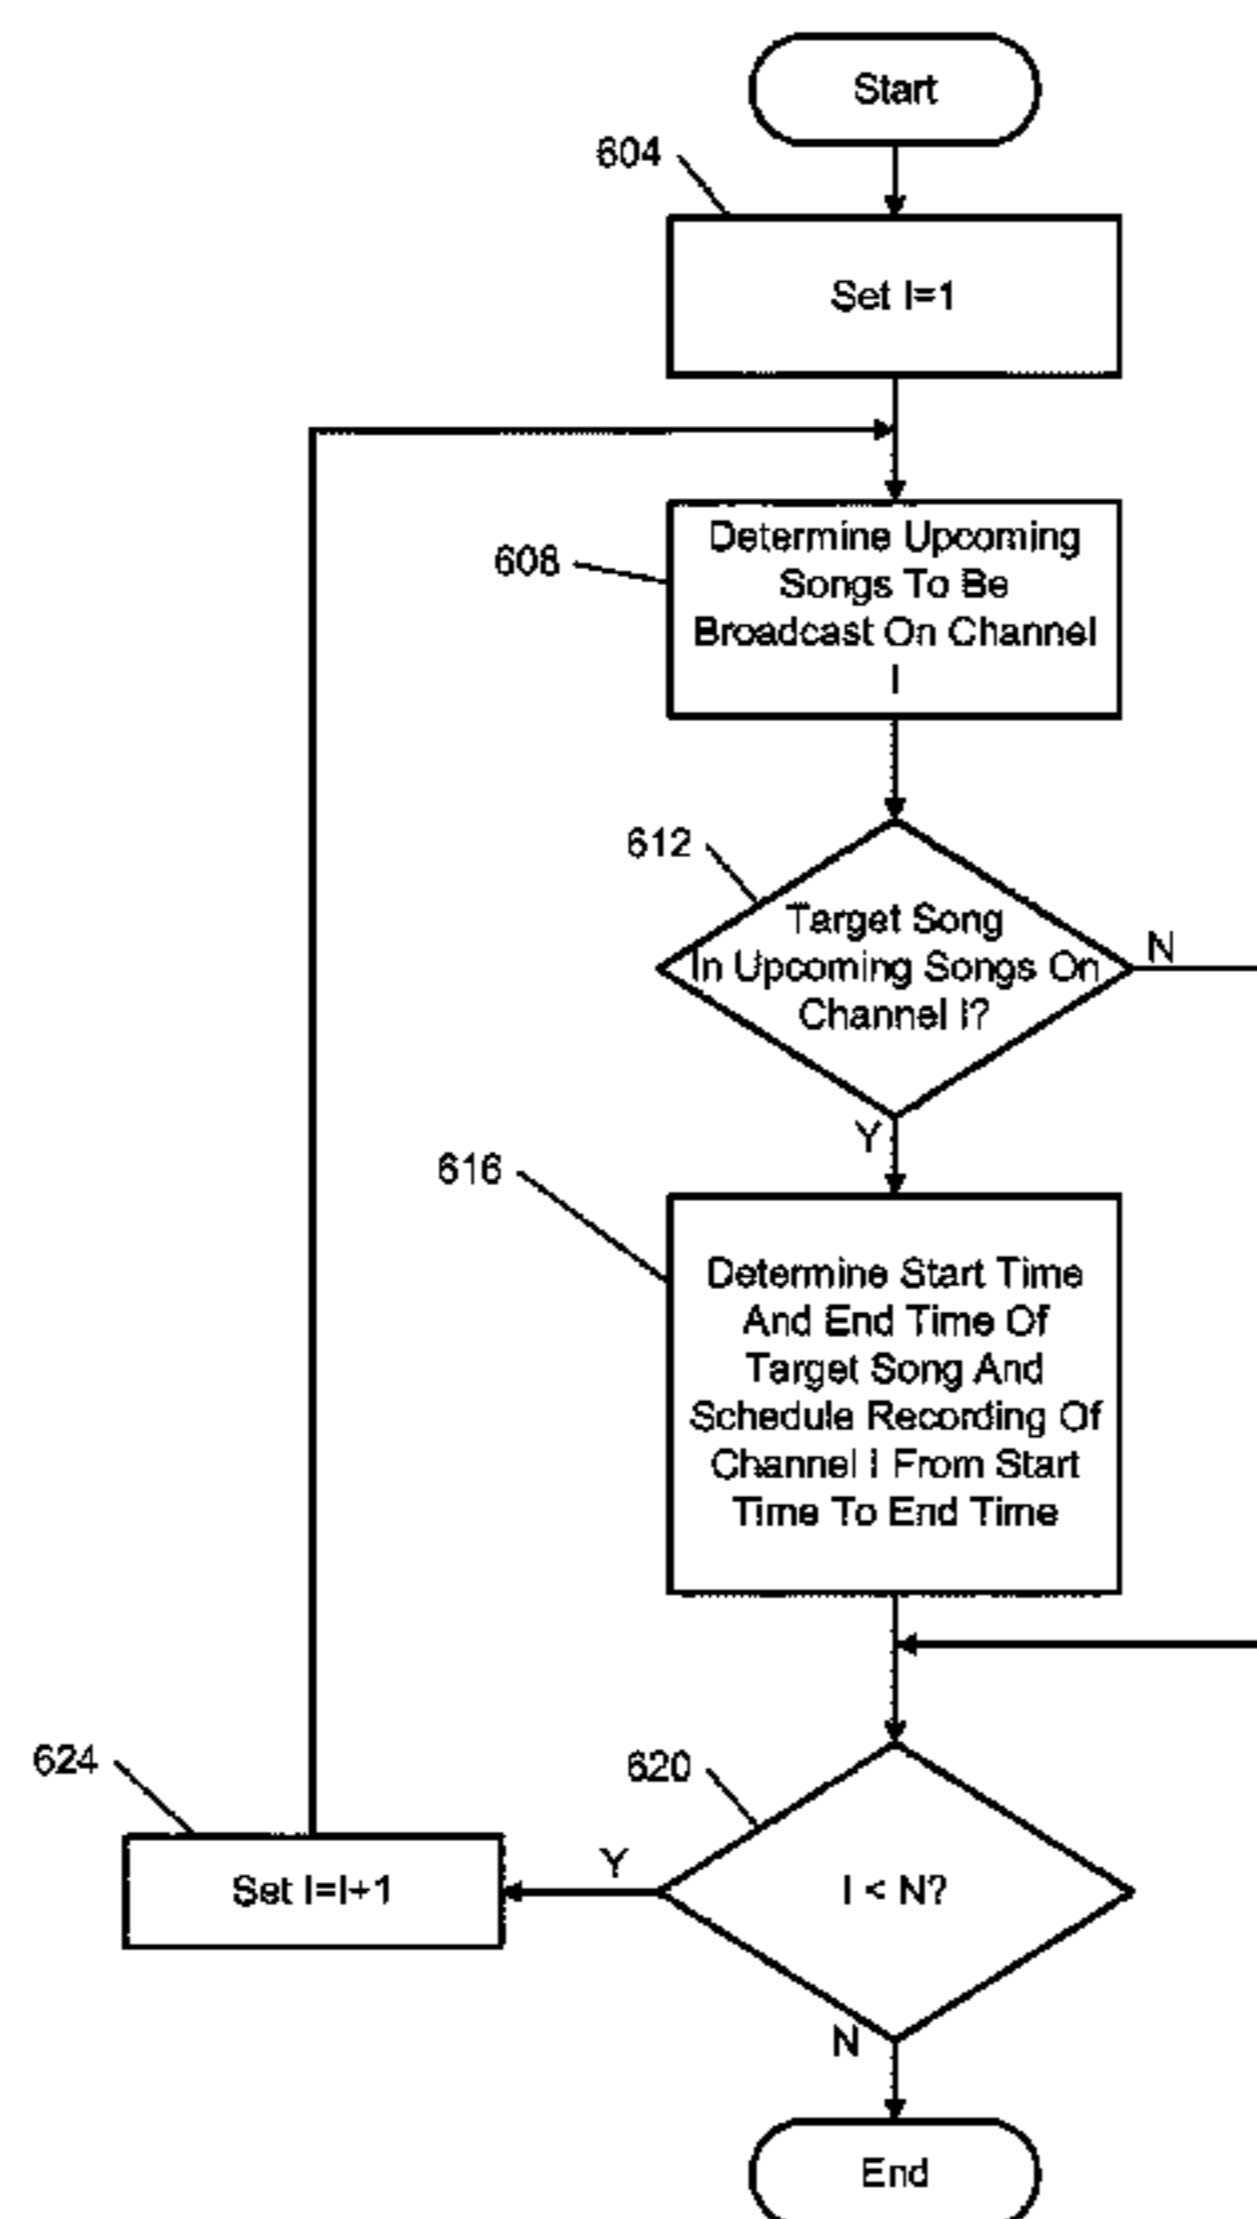 Start
604
Set I=1
608
Determine Upcoming
Songs To Be
Broadcast On Channel
I
612
Target Song
In Upcoming Songs On
Channel I?
N
Y
616
Determine Start Time
And End Time Of
Target Song And
Schedule Recording Of
Channel I From Start
Time To End Time
624
620
Set I=I+1
Y
I < N?
N
End